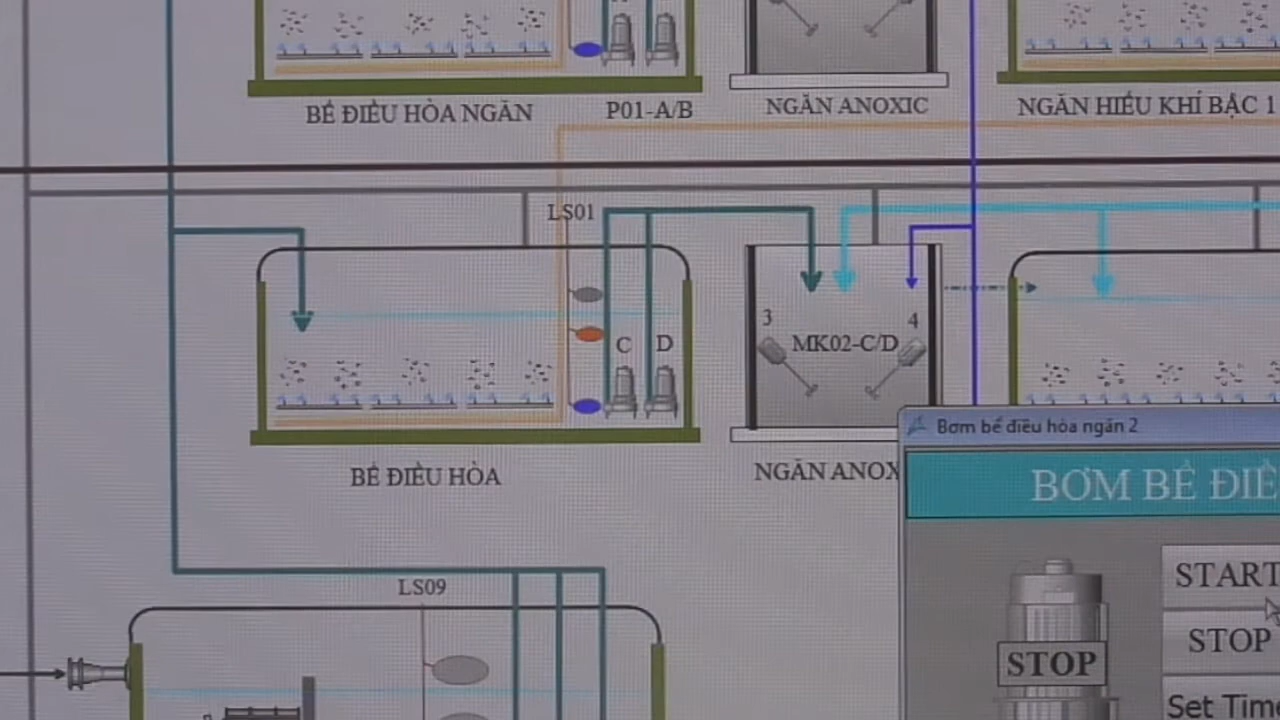 BỂ ĐIỀU HÒA NGĂN
P01-A/B
NGĂN ANOXIC
NGĂN HIẾU KHÍ BẬC 1
LS01
C
D
3
4
MK02-C/D
BỂ ĐIỀU HÒA
NGĂN ANOX
Bơm bể điều hòa ngăn 2
BƠM BỂ ĐIỀ
START
STOP
STOP
Set Time
LS09